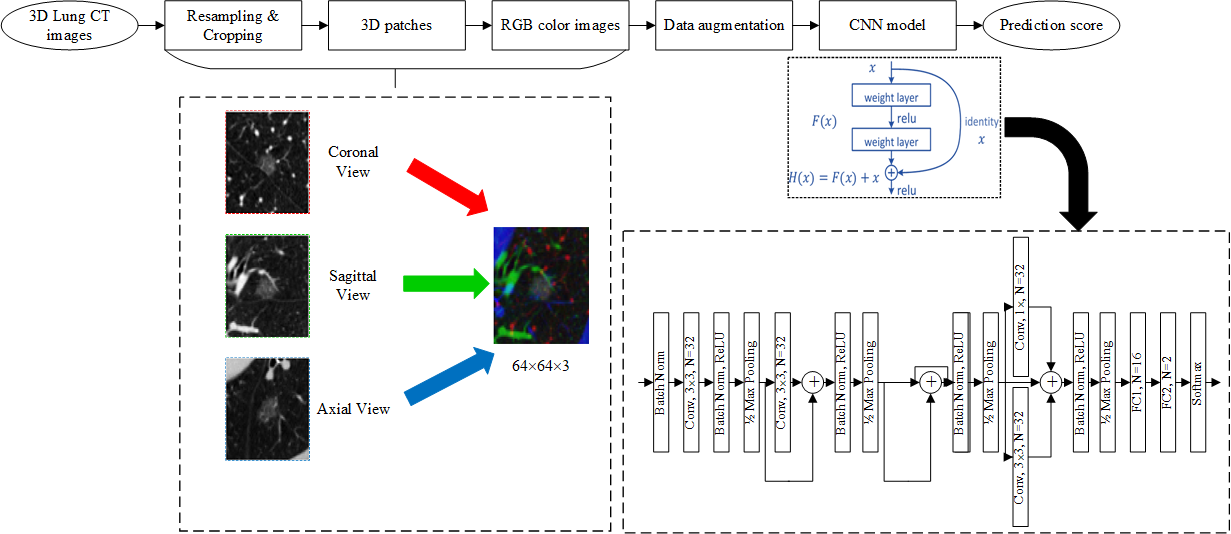 3D Lung CT
images
Resampling &
Cropping
3D patches
RGB color images
Data augmentation
CNN model
Prediction score
Coronal
View
Sagittal
View
Axial View
64×64×3
x
weight layer
relu
F(x)
weight layer
identity
x
H(x) = F(x) + x
relu
Batch Norm
Conv, 3×3, N=32
Batch Norm, ReLU
½ Max Pooling
Conv, 3×3, N=32
+
Batch Norm, ReLU
½ Max Pooling
+
Batch Norm, ReLU
½ Max Pooling
Conv, 1×, N=32
Conv, 3×3, N=32
+
Batch Norm, ReLU
½ Max Pooling
FC1, N=16
FC2, N=2
Softmax